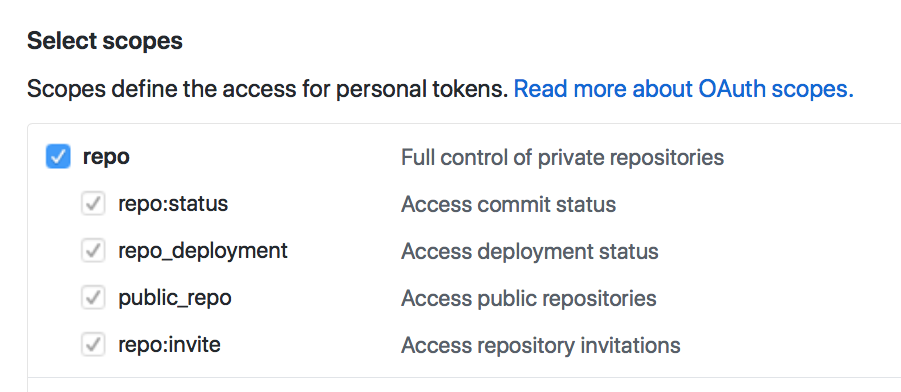 Select scopes
Scopes define the access for personal tokens. Read more about OAuth scopes.
repo Full control of private repositories
repo:status Access commit status
repo_deployment Access deployment status
public_repo Access public repositories
repo:invite Access repository invitations